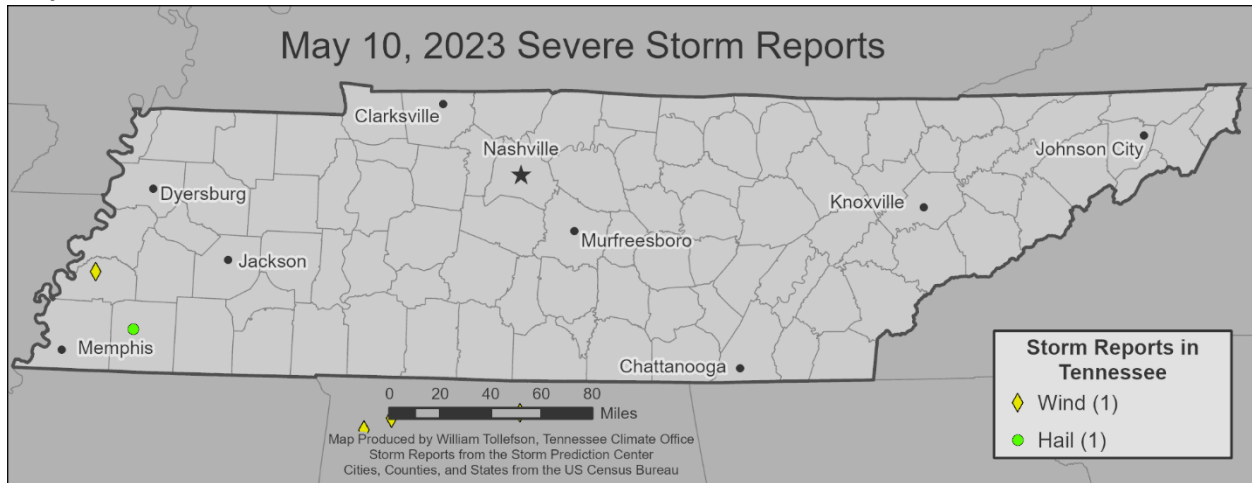 May 10, 2023 Severe Storm Reports
Clarksville
Nashville
Johnson City
Dyersburg
Knoxville
Murfreesboro
Jackson
Memphis
Chattanooga
0 20 40 60 80
Miles
Map Produced by William Tollefson, Tennessee Climate Office
Storm Reports from the Storm Prediction Center
Cities, Counties, and States from the US Census Bureau
Storm Reports in
Tennessee
Wind (1)
Hail (1)